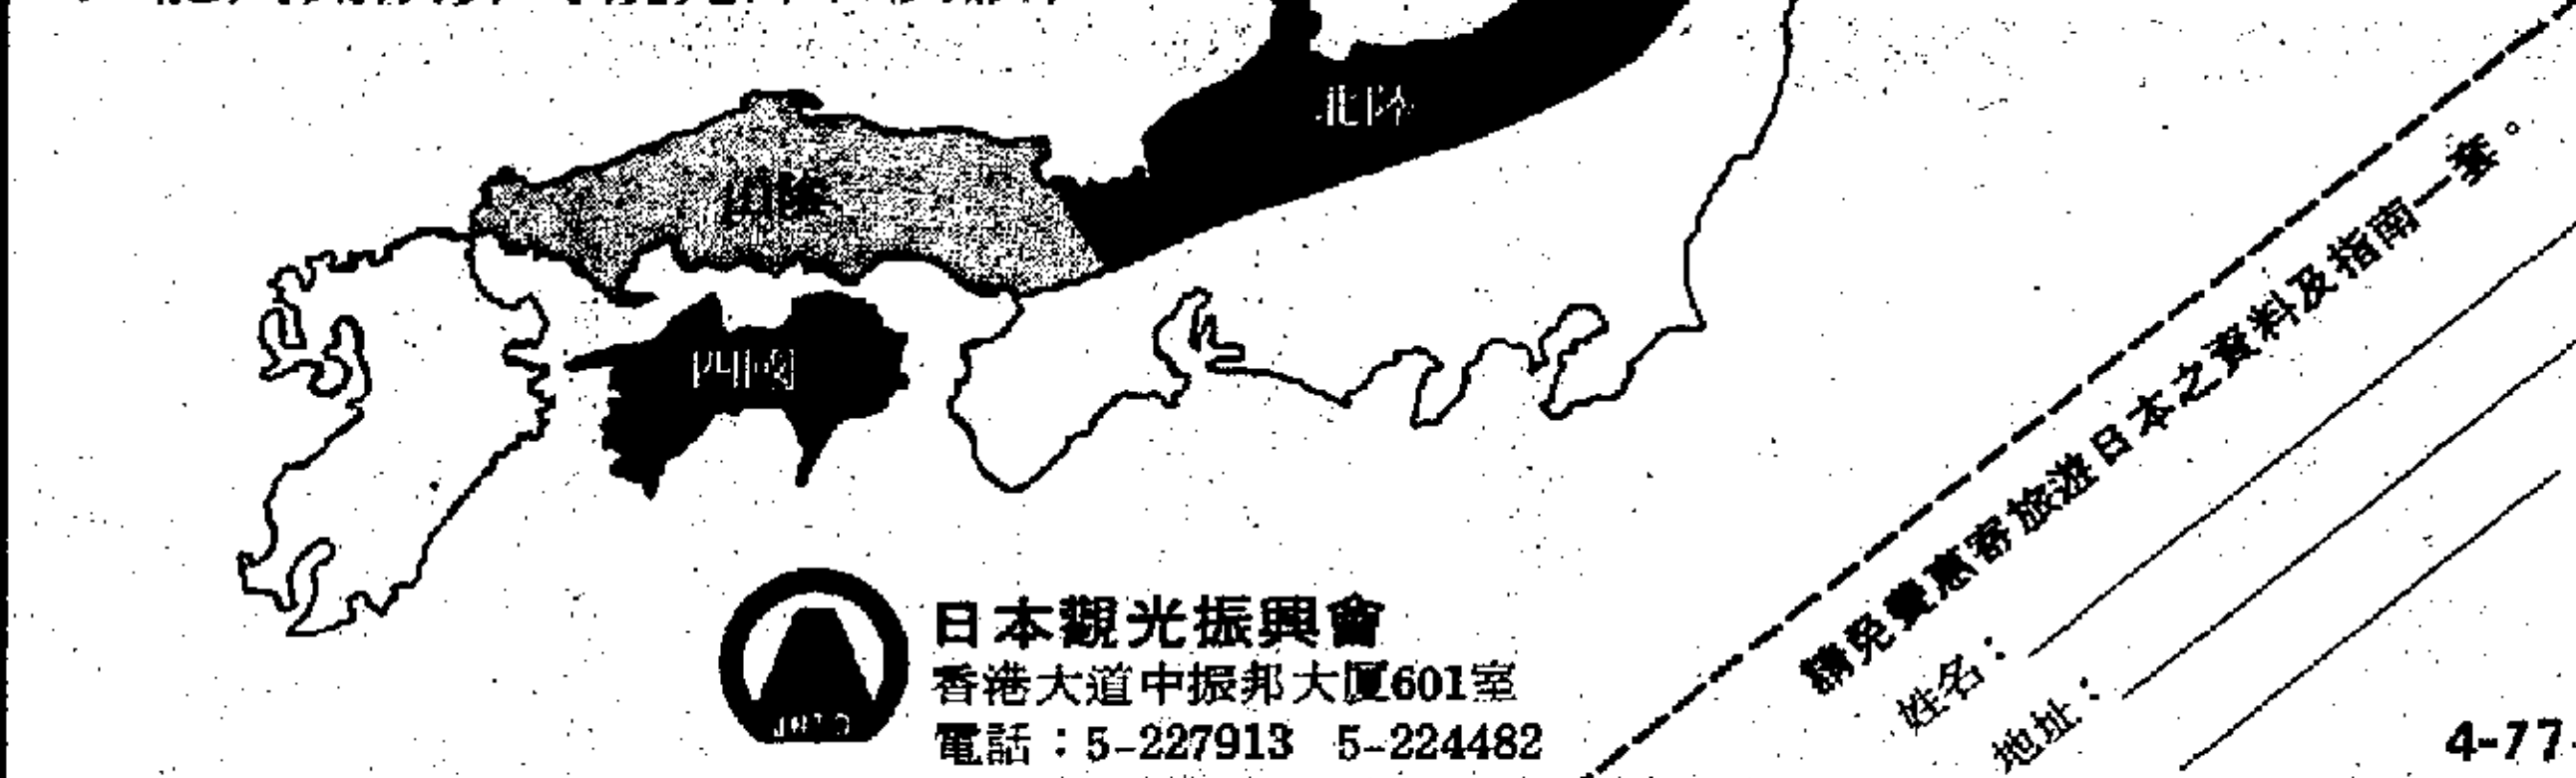 北陸
山陰
四國
日本觀光振興會
香港大道中振邦大厦601室
電話：5-227913 5-224482
請免費惠寄旅遊日本之資料及指南一套。
姓名：
地址：
4-77